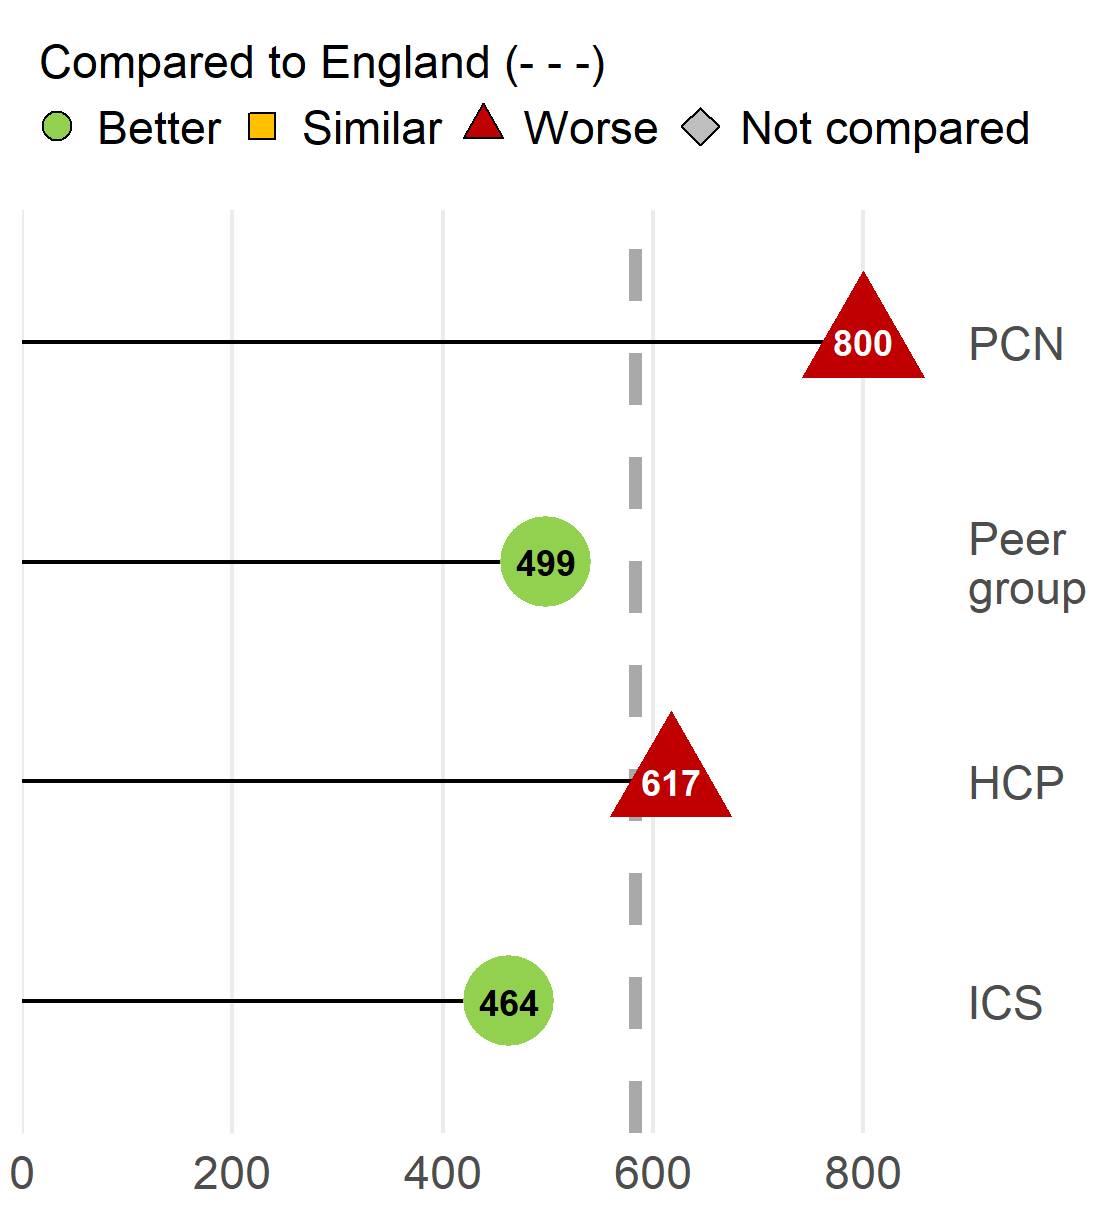 Compared to England (- - -)
Better Similar Worse Not compared
800 PCN
499 Peer
group
617 HCP
464 ICS
0 200 400 600 800